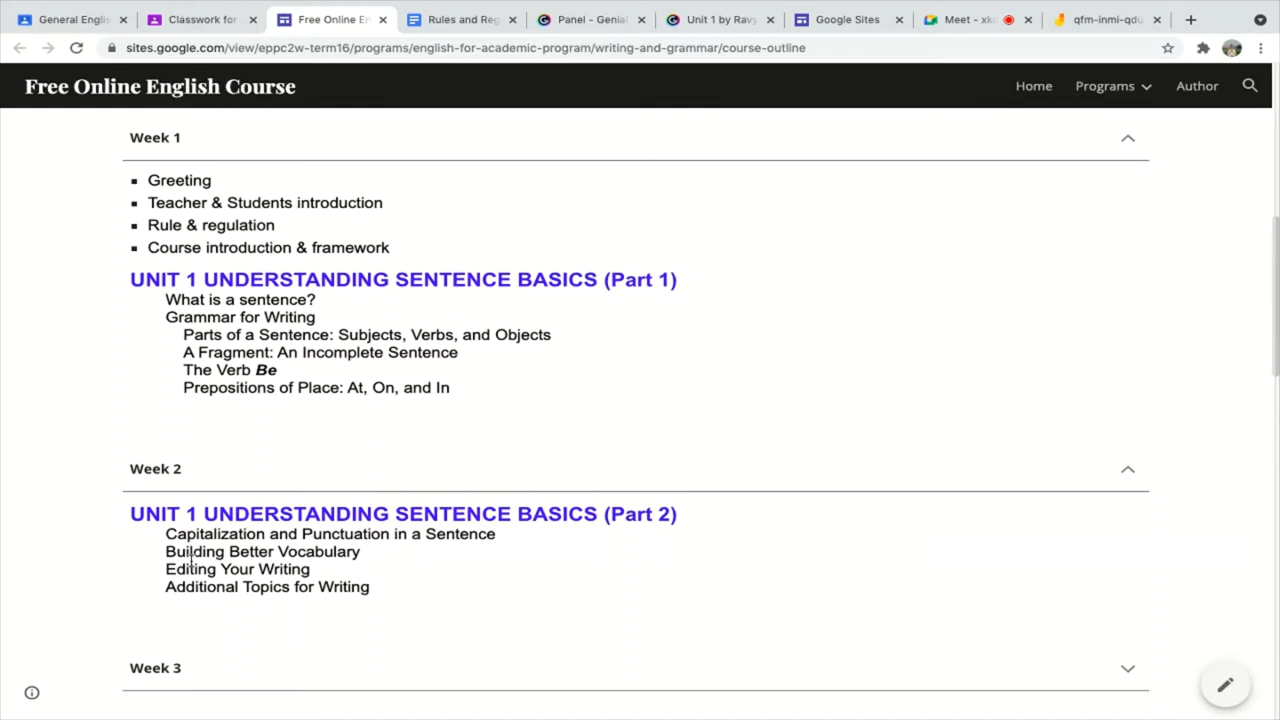 General Englis
Classwork for
Free Online En
Rules and Reg
Panel - Genial
Unit 1 by Ravy
Google Sites
Meet - xk
qfm-inmi-qdu
sites.google.com/view/eppc2w-term16/programs/english-for-academic-program/writing-and-grammar/course-outline
Free Online English Course
Home Programs Author
Week 1
Greeting
Teacher & Students introduction
Rule & regulation
Course introduction & framework
UNIT 1 UNDERSTANDING SENTENCE BASICS (Part 1)
What is a sentence?
Grammar for Writing
Parts of a Sentence: Subjects, Verbs, and Objects
A Fragment: An Incomplete Sentence
The Verb Be
Prepositions of Place: At, On, and In
Week 2
UNIT 1 UNDERSTANDING SENTENCE BASICS (Part 2)
Capitalization and Punctuation in a Sentence
Building Better Vocabulary
Editing Your Writing
Additional Topics for Writing
Week 3